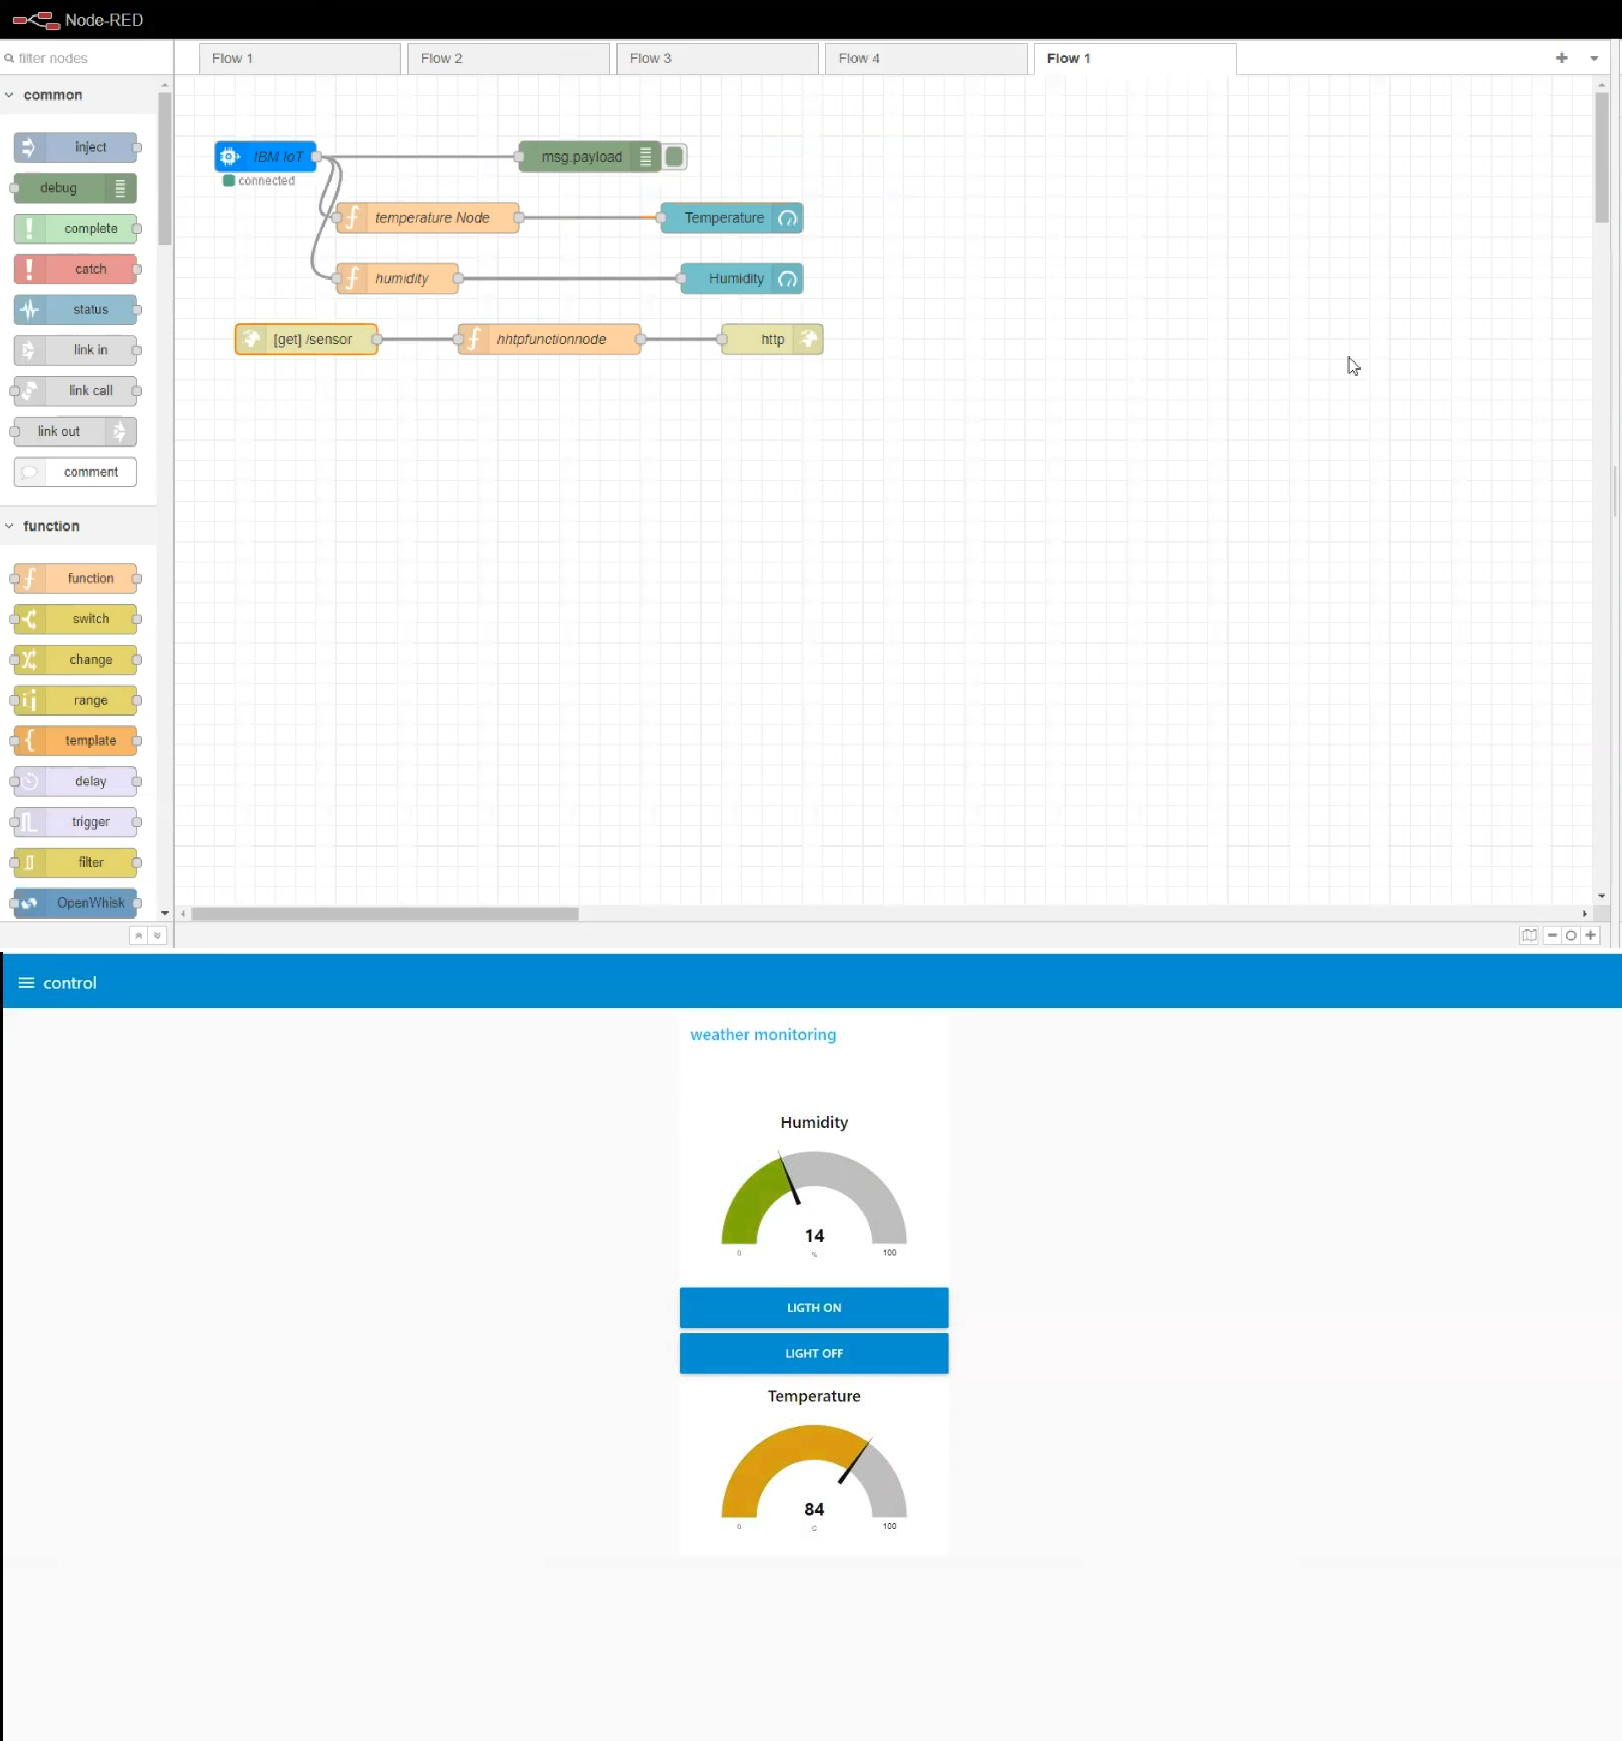 Node-RED
filter nodes
Flow 1
Flow 2
Flow 3
Flow 4
Flow 1
common
inject
debug
complete
catch
status
link in
link call
link out
comment
function
function
switch
change
range
template
delay
trigger
filter
OpenWhisk
IBM IoT
connected
msg.payload
temperature Node
Temperature
humidity
Humidity
[get] /sensor
hhtpfunctionnode
http
control
weather monitoring
Humidity
14
0
%
100
LIGTH ON
LIGHT OFF
Temperature
84
0
C
100